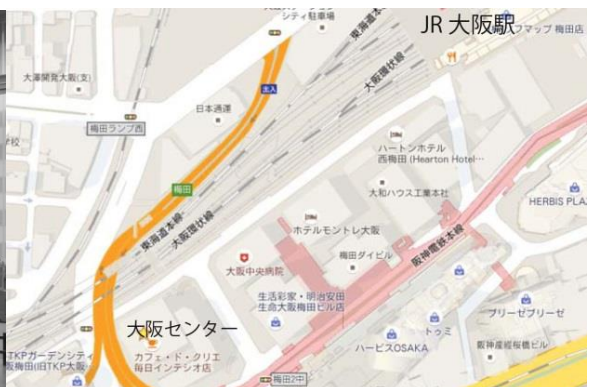 シティ駐車場
JR 大阪駅
フマップ 梅田店
東海道本線
大阪環状線
大澤開発大阪(支)
出入
日本通運
梅田ランプ西
学校
ハートンホテル
西梅田 (Hearton Hotel…
梅田
大和ハウス工業本社
HERBIS PLA
東海道本線
大阪環状線
ホテルモントレ大阪
阪神電鉄本線
梅田ダイビル
大阪中央病院
生活彩家・明治安田
生命大阪梅田ビル店
ブリーゼブリーゼ
大阪センター
トゥミ
ハービスOSAKA
阪神産経桜橋ビル
TKPガーデンシティ
阪梅田(旧TKP大阪…
カフェ・ド・クリエ
毎日インテシオ店
梅田2中